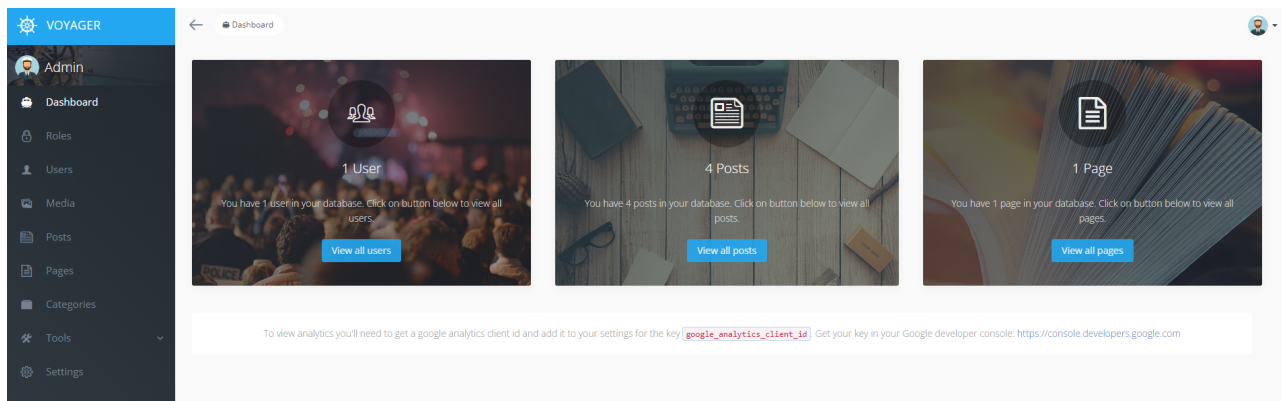 VOYAGER
Dashboard
Admin
Dashboard
Roles
Users
Media
Posts
Pages
Categories
Tools
Settings
1 User
You have 1 user in your database. Click on button below to view all
users.
View all users
POLICE
4 Posts
You have 4 posts in your database. Click on button below to view all
posts.
View all posts
1 Page
You have 1 page in your database. Click on button below to view all
pages.
View all pages
To view analytics you'll need to get a google analytics client id and add it to your settings for the key google_analytics_client_id. Get your key in your Google developer console: https://console.developers.google.com